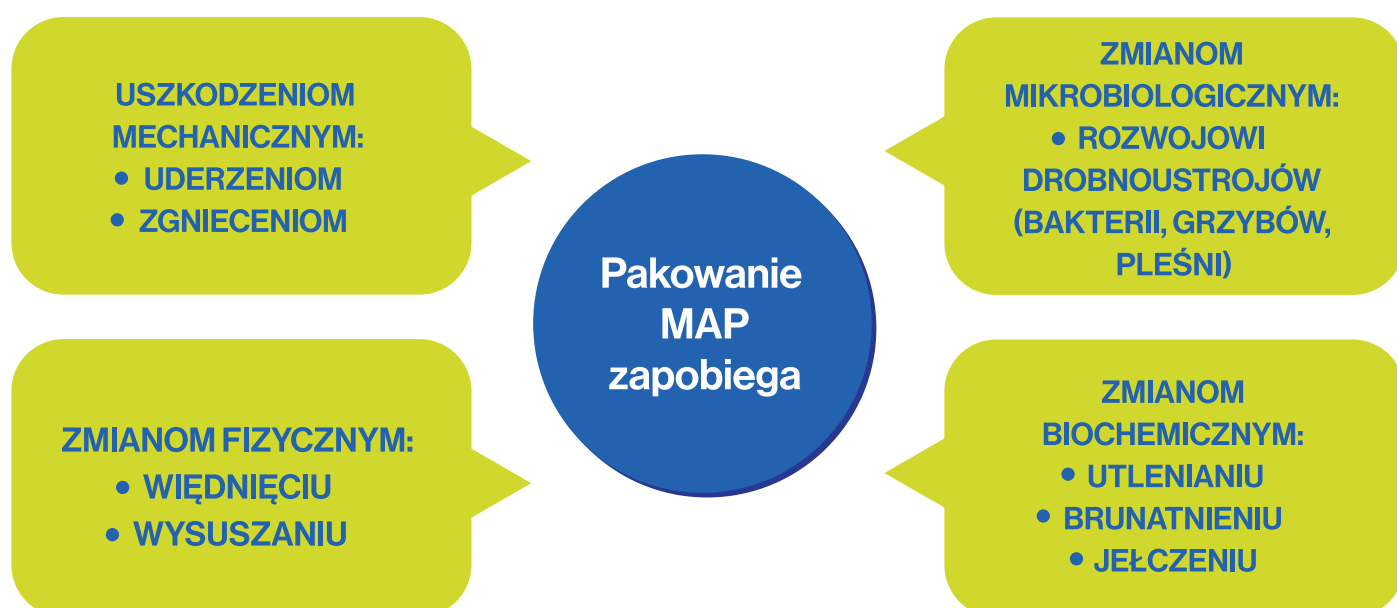 USZKODZENIOM
MECHANICZNYM:
• UDERZENIOM
• ZGNIECENIOM
ZMIANOM
MIKROBIOLOGICZNYM:
• ROZWOJOWI
DROBNOUSTROJÓW
(BAKTERII, GRZYBÓW,
PLEŚNI)
Pakowanie
MAP
zapobiega
ZMIANOM FIZYCZNYM:
• WIĘDNIĘCIU
• WYSUSZANIU
ZMIANOM
BIOCHEMICZNYM:
• UTLENIANIU
• BRUNATNIENIU
• JEŁCZENIU